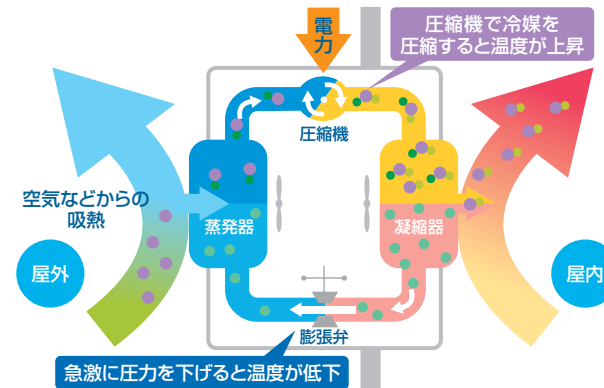 電力
圧縮機で冷媒を
圧縮すると温度が上昇
圧縮機
空気などからの
吸熱
蒸発器
凝縮器
屋外
屋内
膨張弁
急激に圧力を下げると温度が低下